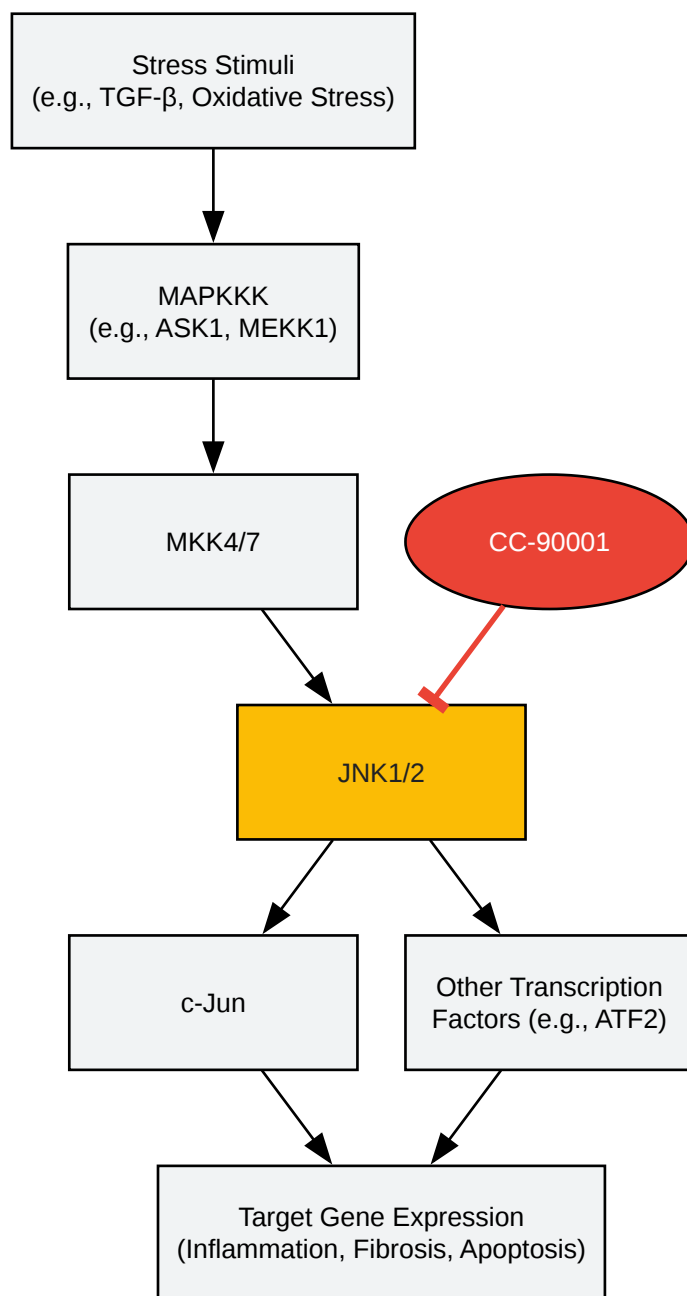 Stress Stimuli
(e.g., TGF-β, Oxidative Stress)
MAPKKK
(e.g., ASK1, MEKK1)
MKK4/7
CC-90001
JNK1/2
c-Jun
Other Transcription
Factors (e.g., ATF2)
Target Gene Expression
(Inflammation, Fibrosis, Apoptosis)